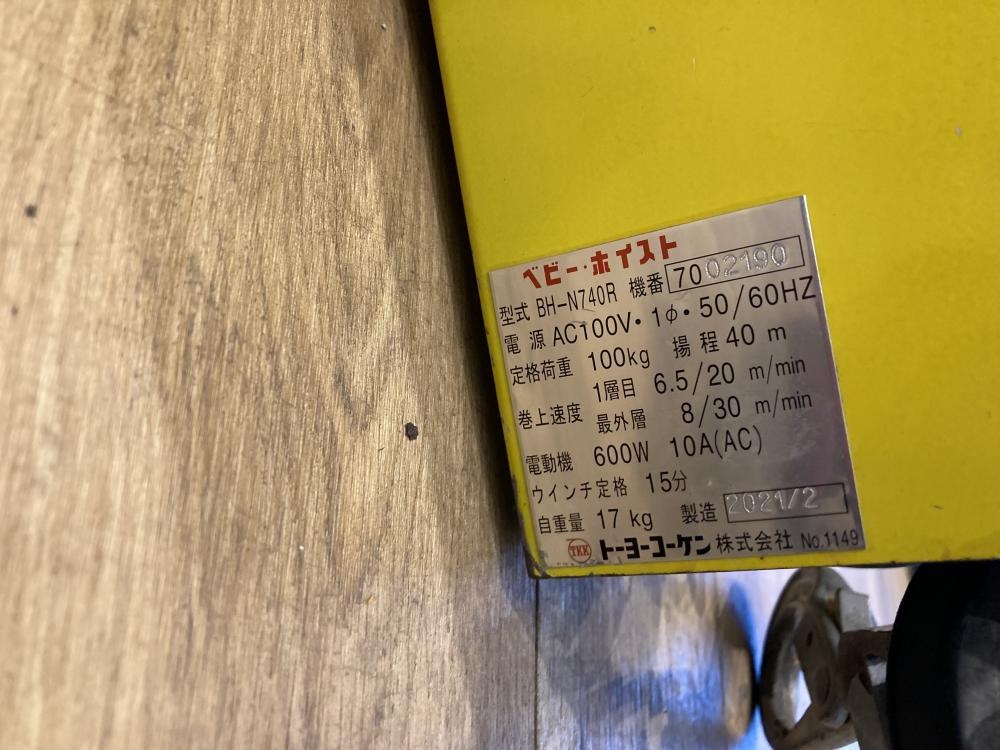 ベビー・ホイスト
型式 BH-N740R 機番 7002190
電源 AC100V・1φ・50/60HZ
定格荷重 100kg 揚程 40 m
巻上速度 1層目 6.5/20 m/min
最外層 8/30 m/min
電動機 600W 10A(AC)
ウインチ定格 15分
自重量 17 kg 製造 2021/2
TKK トーヨーコーケン株式会社 No.1149